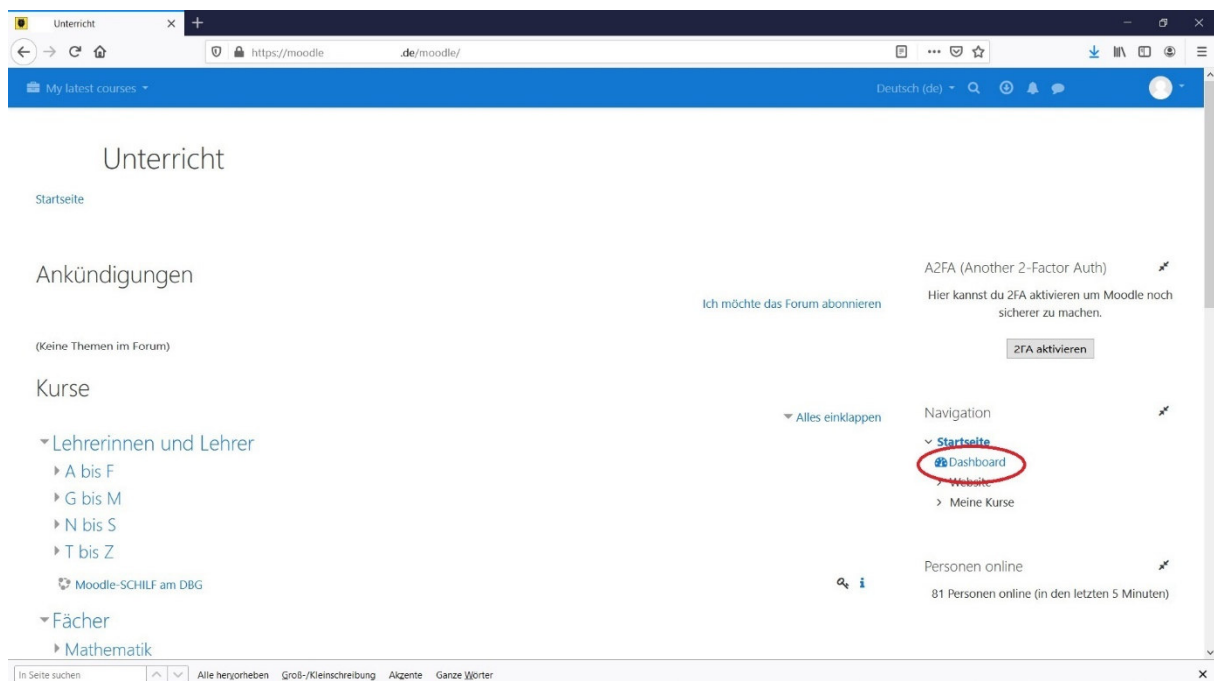 Unterricht
https://moodle .de/moodle/
My latest courses
Deutsch (de)
Unterricht
Startseite
Ankündigungen
Ich möchte das Forum abonnieren
(Keine Themen im Forum)
Kurse
Alles einklappen
Lehrerinnen und Lehrer
A bis F
G bis M
N bis S
T bis Z
Moodle-SCHILF am DBG
Fächer
Mathematik
A2FA (Another 2-Factor Auth)
Hier kannst du 2FA aktivieren um Moodle noch
sicherer zu machen.
2FA aktivieren
Navigation
Startseite
Dashboard
Website
Meine Kurse
Personen online
81 Personen online (in den letzten 5 Minuten)
In Seite suchen
Alle hervorheben Groß-/Kleinschreibung Akzente Ganze Wörter